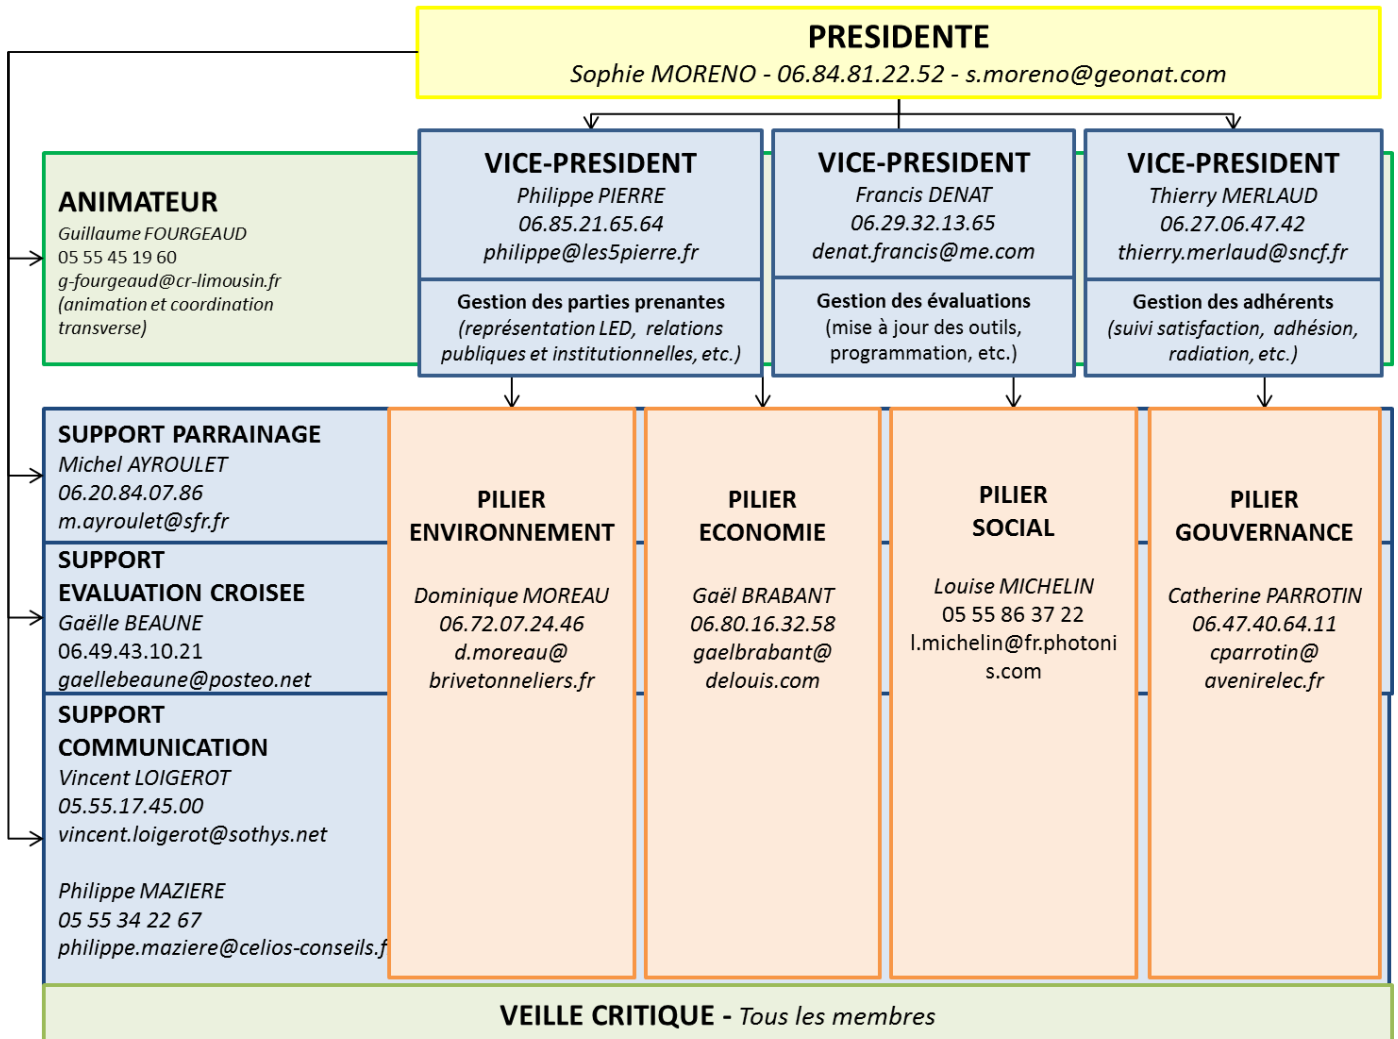 PRESIDENTE
Sophie MORENO - 06.84.81.22.52 - s.moreno@geonat.com
ANIMATEUR
Guillaume FOURGEAUD
05 55 45 19 60
g-fourgeaud@cr-limousin.fr
(animation et coordination
transverse)
VICE-PRESIDENT
Philippe PIERRE
06.85.21.65.64
philippe@les5pierre.fr
Gestion des parties prenantes
(représentation LED, relations
publiques et institutionnelles, etc.)
VICE-PRESIDENT
Francis DENAT
06.29.32.13.65
denat.francis@me.com
Gestion des évaluations
(mise à jour des outils,
programmation, etc.)
VICE-PRESIDENT
Thierry MERLAUD
06.27.06.47.42
thierry.merlaud@sncf.fr
Gestion des adhérents
(suivi satisfaction, adhésion,
radiation, etc.)
SUPPORT PARRAINAGE
Michel AYROULET
06.20.84.07.86
m.ayroulet@sfr.fr
SUPPORT
EVALUATION CROISEE
Gaëlle BEAUNE
06.49.43.10.21
gaellebeaune@posteo.net
SUPPORT
COMMUNICATION
Vincent LOIGEROT
05.55.17.45.00
vincent.loigerot@sothys.net
Philippe MAZIERE
05 55 34 22 67
philippe.maziere@celios-conseils.f
PILIER
ENVIRONNEMENT
Dominique MOREAU
06.72.07.24.46
d.moreau@
brivetonneliers.fr
PILIER
ECONOMIE
Gaël BRABANT
06.80.16.32.58
gaelbrabant@
delouis.com
PILIER
SOCIAL
Louise MICHELIN
05 55 86 37 22
l.michelin@fr.photoni
s.com
PILIER
GOUVERNANCE
Catherine PARROTIN
06.47.40.64.11
cparrotin@
avenirelec.fr
VEILLE CRITIQUE - Tous les membres